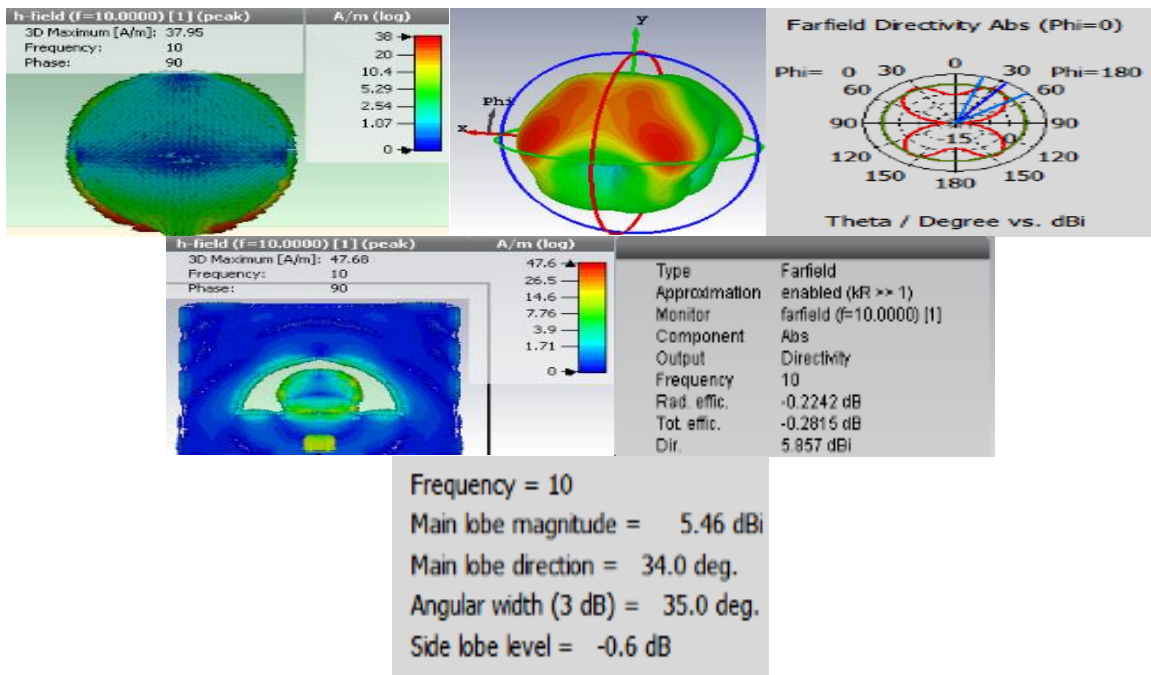 h-field (f=10.0000) [1] (peak)
3D Maximum [A/m]: 37.95
Frequency: 10
Phase: 90
A/m (log)
38
20
10.4
5.29
2.54
1.07
0
y
Phi
x
Farfield Directivity Abs (Phi=0)
Phi= 0 30 0 30 Phi=180
60 60
90 15 0 90
120 120
150 180 150
Theta / Degree vs. dBi
h-field (f=10.0000) [1] (peak)
3D Maximum [A/m]: 47.68
Frequency: 10
Phase: 90
A/m (log)
47.6
26.5
14.6
7.76
3.9
1.71
0
Type Farfield
Approximation enabled (kR >> 1)
Monitor farfield (f=10.0000) [1]
Component Abs
Output Directivity
Frequency 10
Rad. effic. -0.2242 dB
Tot. effic. -0.2815 dB
Dir. 5.857 dBi
Frequency = 10
Main lobe magnitude = 5.46 dBi
Main lobe direction = 34.0 deg.
Angular width (3 dB) = 35.0 deg.
Side lobe level = -0.6 dB